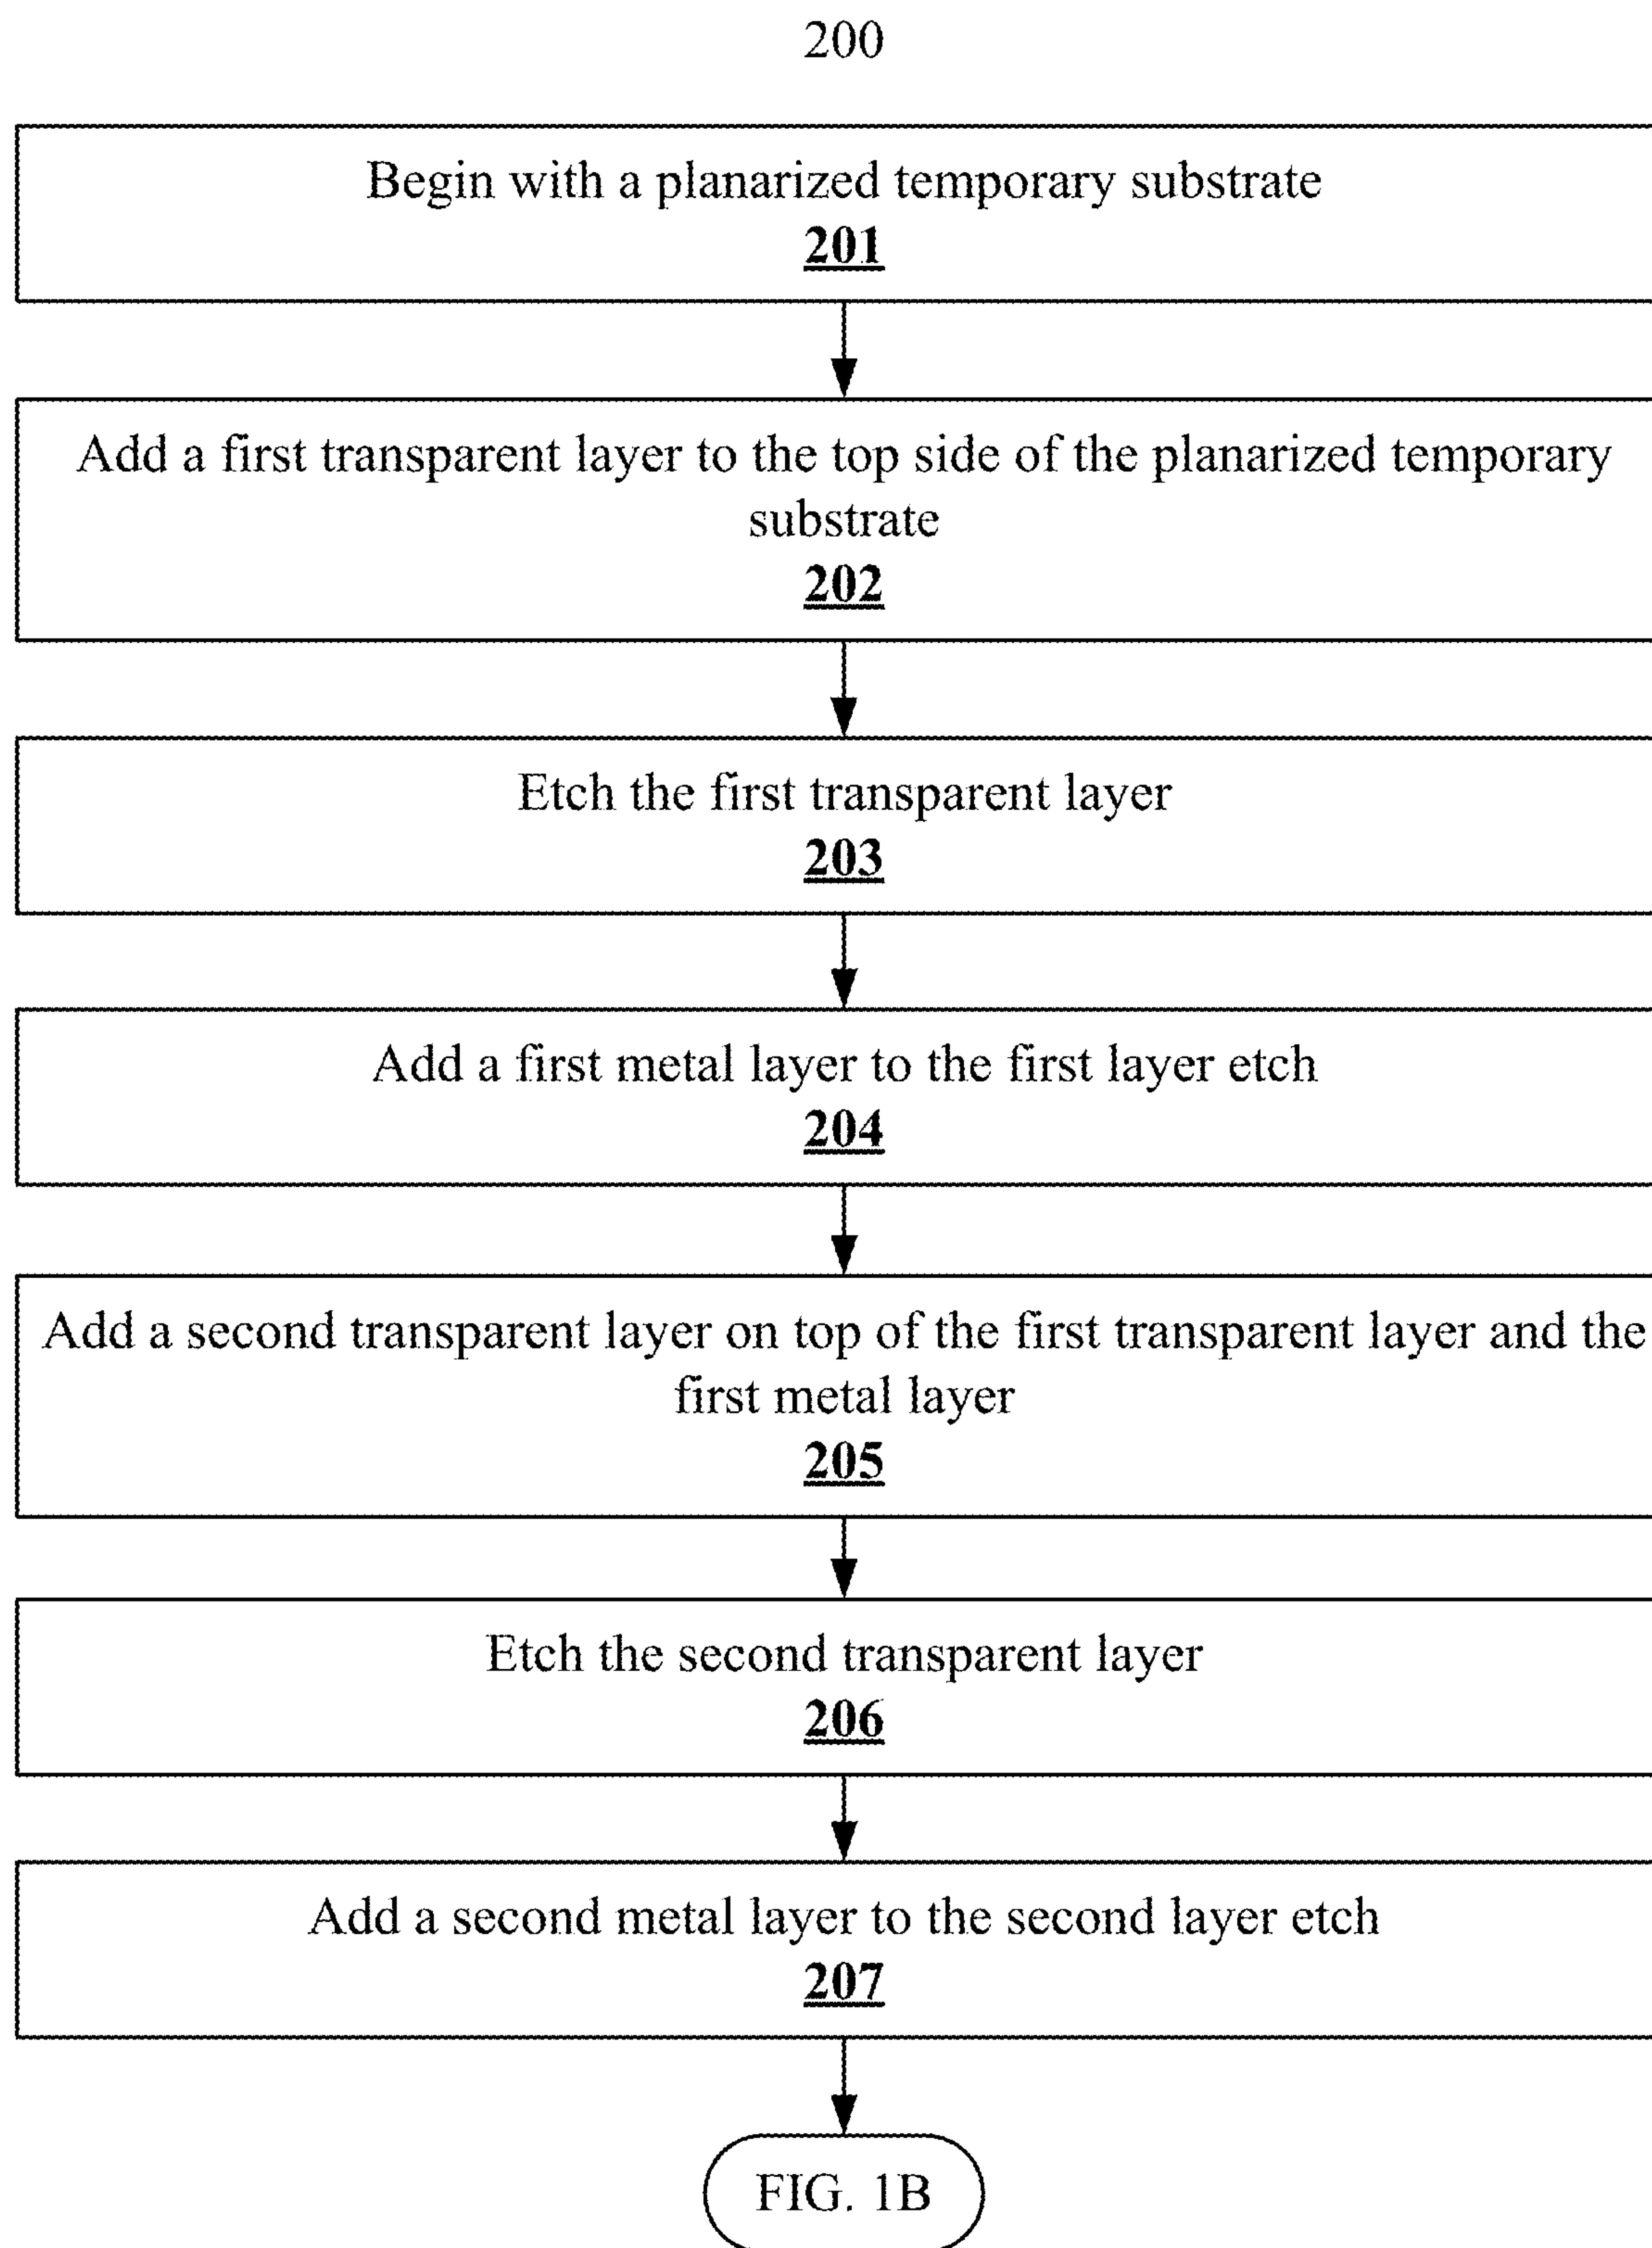 200
Begin with a planarized temporary substrate
201
Add a first transparent layer to the top side of the planarized temporary
substrate
202
Etch the first transparent layer
203
Add a first metal layer to the first layer etch
204
Add a second transparent layer on top of the first transparent layer and the
first metal layer
205
Etch the second transparent layer
206
Add a second metal layer to the second layer etch
207
FIG. 1B